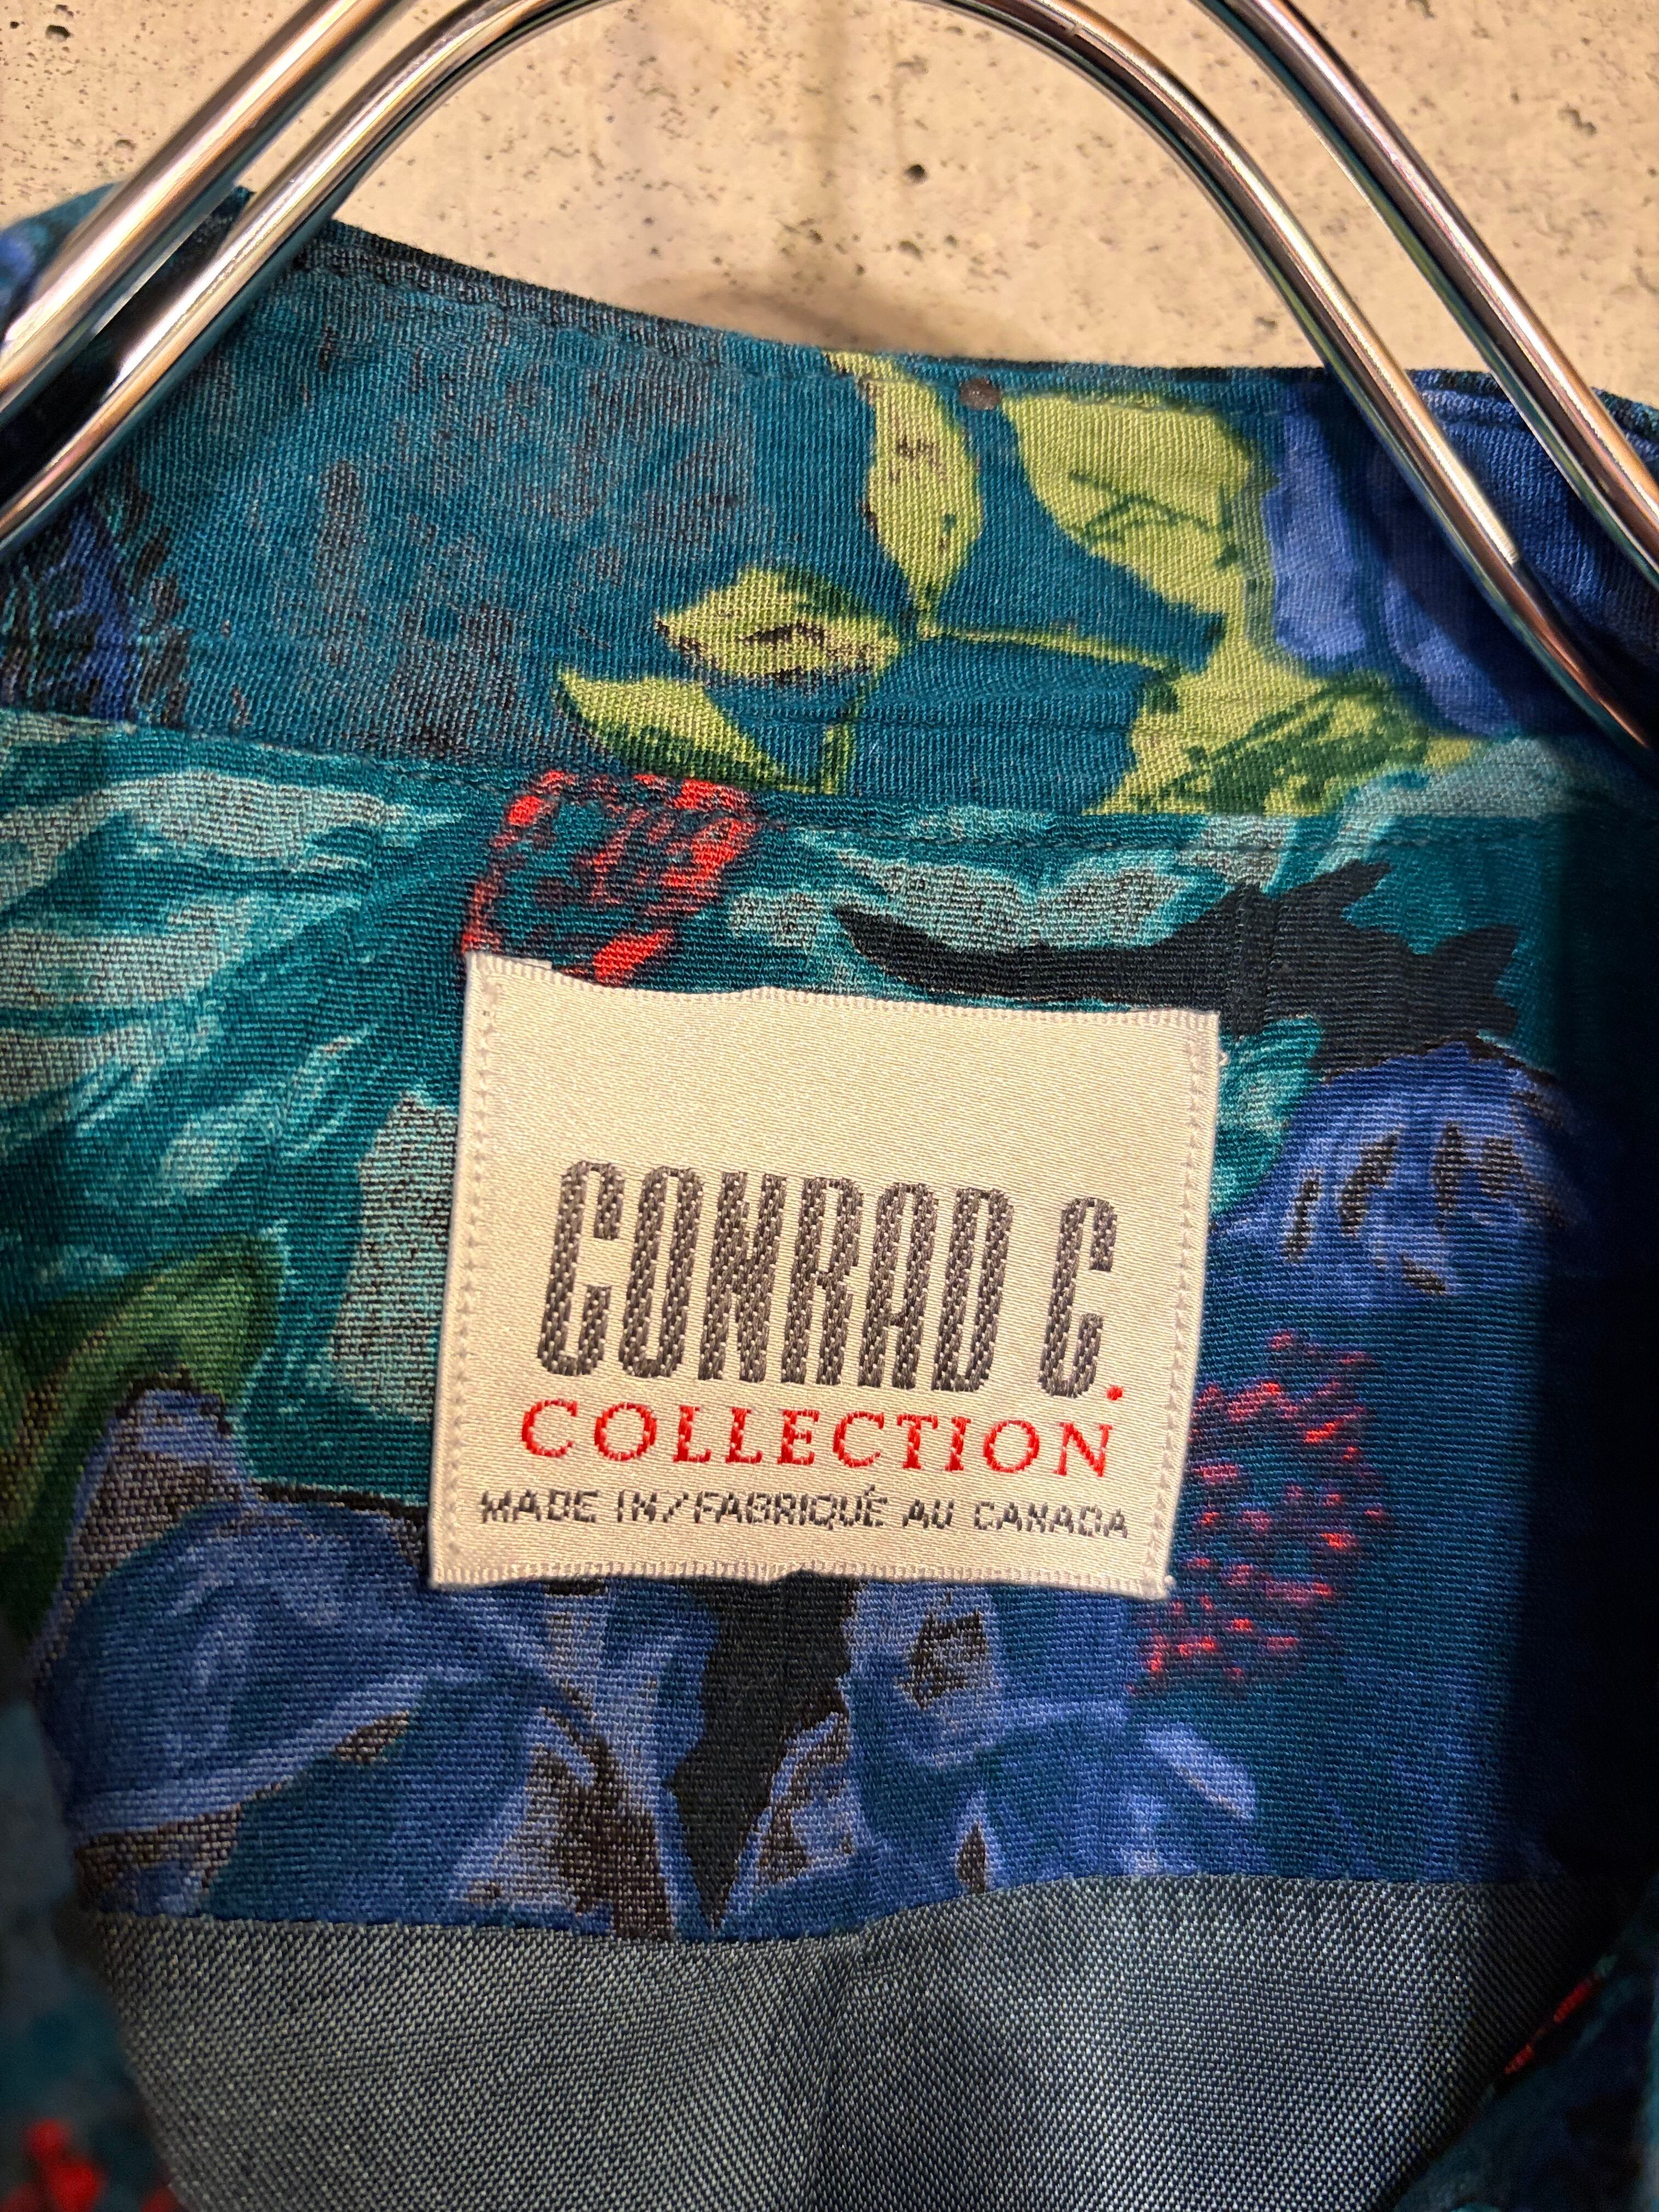 CONRAD C.
COLLECTION
MADE IN/FABRIQUÉ AU CANADA